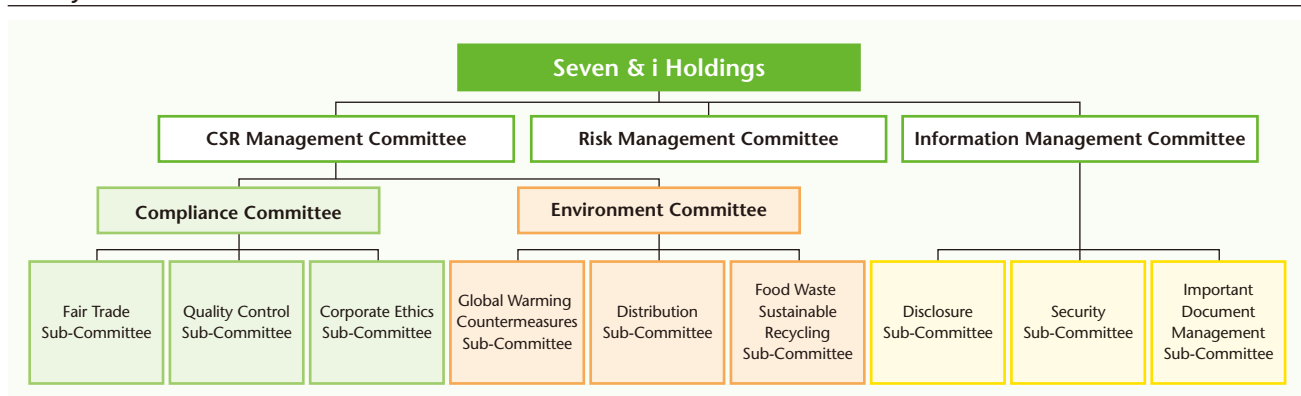 Seven & i Holdings
CSR Management Committee
Risk Management Committee
Information Management Committee
Compliance Committee
Environment Committee
Fair Trade
Sub-Committee
Quality Control
Sub-Committee
Corporate Ethics
Sub-Committee
Global Warming
Countermeasures
Sub-Committee
Distribution
Sub-Committee
Food Waste
Sustainable
Recycling
Sub-Committee
Disclosure
Sub-Committee
Security
Sub-Committee
Important
Document
Management
Sub-Committee